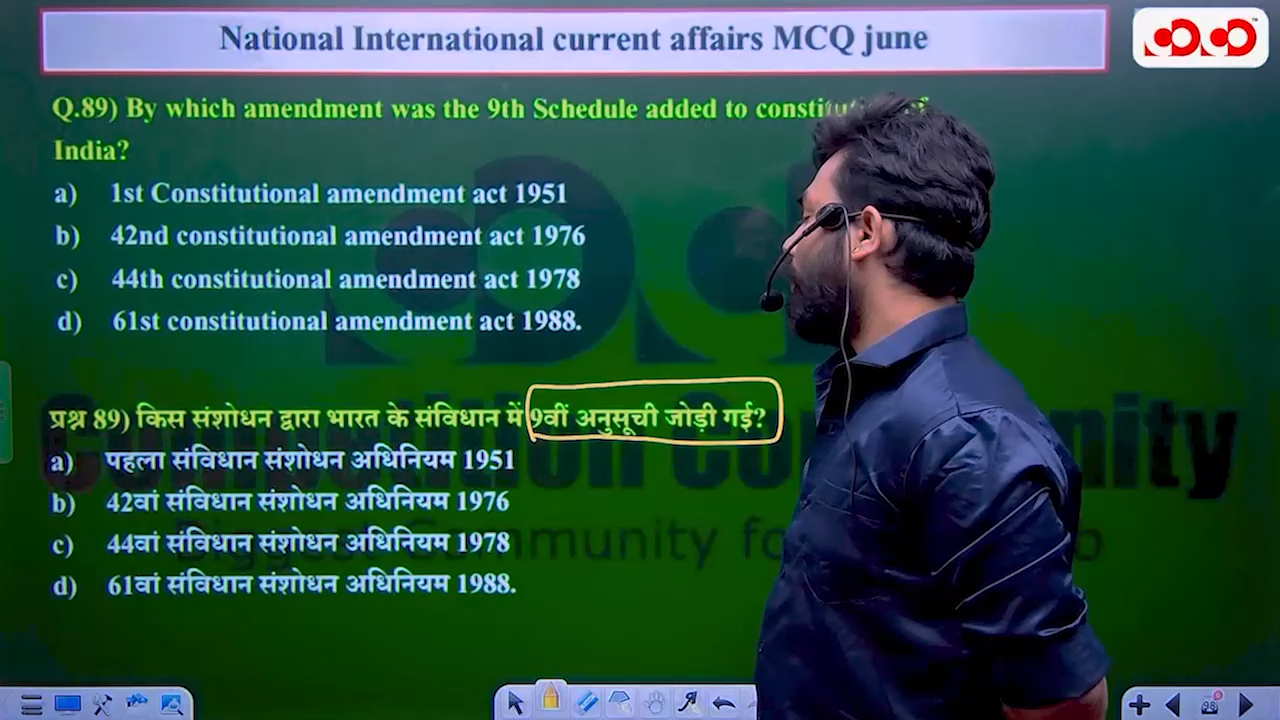 National International current affairs MCQ june
Q.89) By which amendment was the 9th Schedule added to
India?
a) 1st Constitutional amendment act 1951
b) 42nd constitutional amendment act 1976
c) 44th constitutional amendment act 1978
d) 61st constitutional amendment act 1988.
प्रश्न 89) किस संशोधन द्वारा भारत के संविधान में 9वीं अनुसूची जोड़ी गई?
a) पहला संविधान संशोधन अधिनियम 1951
b) 42वां संविधान संशोधन अधिनियम 1976
c) 44वां संविधान संशोधन अधिनियम 1978
d) 61वां संविधान संशोधन अधिनियम 1988.
98